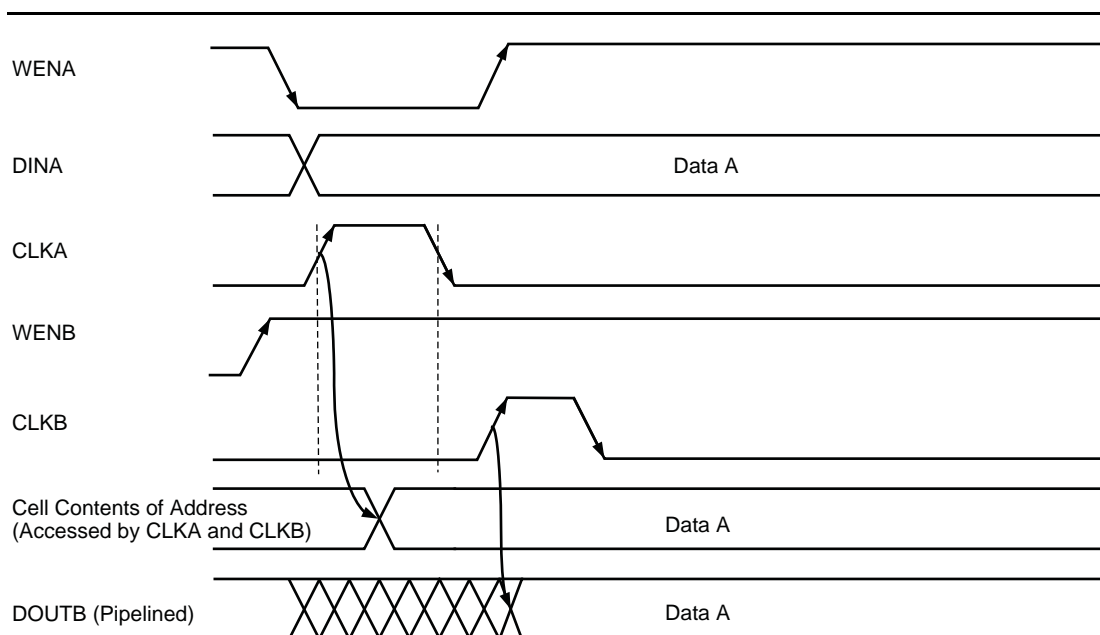 WENA
DINA
Data A
CLKA
WENB
CLKB
Cell Contents of Address
(Accessed by CLKA and CLKB)
Data A
DOUTB (Pipelined)
Data A